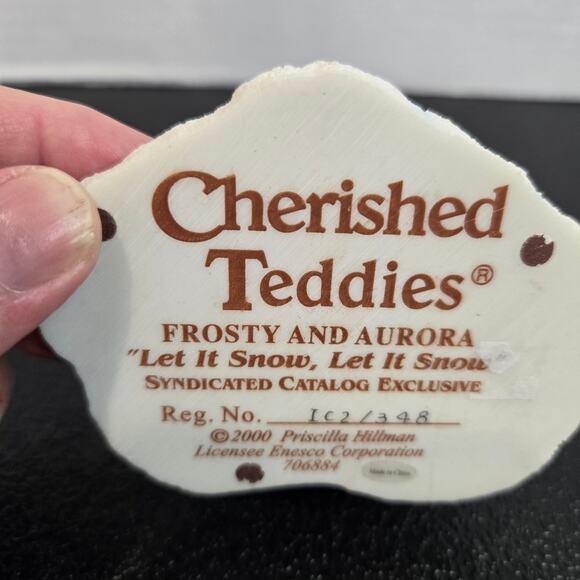 Cherished
Teddies®
FROSTY AND AURORA
"Let It Snow, Let It Snow
SYNDICATED CATALOG EXCLUSIVE
Reg. No. IC2/348
©2000 Priscilla Hillman
Licensee Enesco Corporation
706884
Made in China